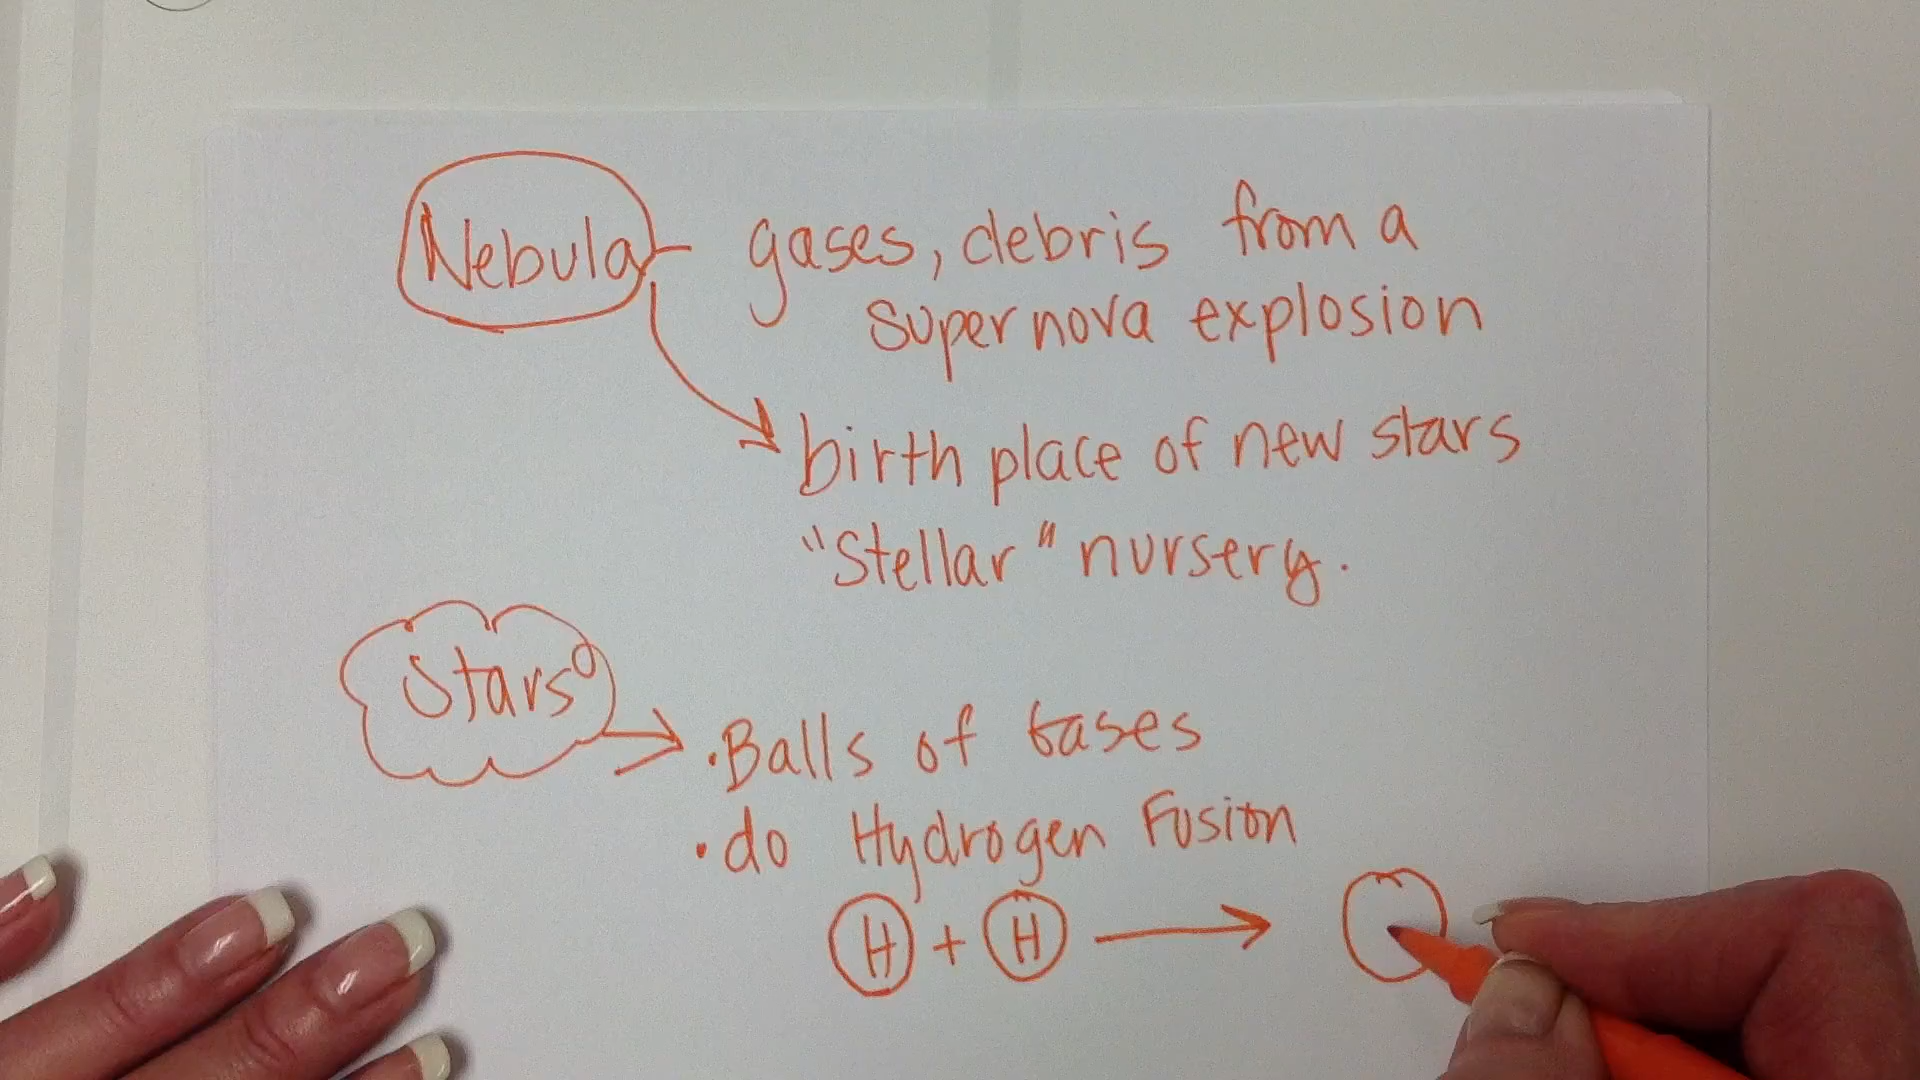 Nebula - gases, debris from a
supernova explosion
birth place of new stars
"Stellar" nursery.
Stars
• Balls of gases
• do Hydrogen Fusion
H + H →